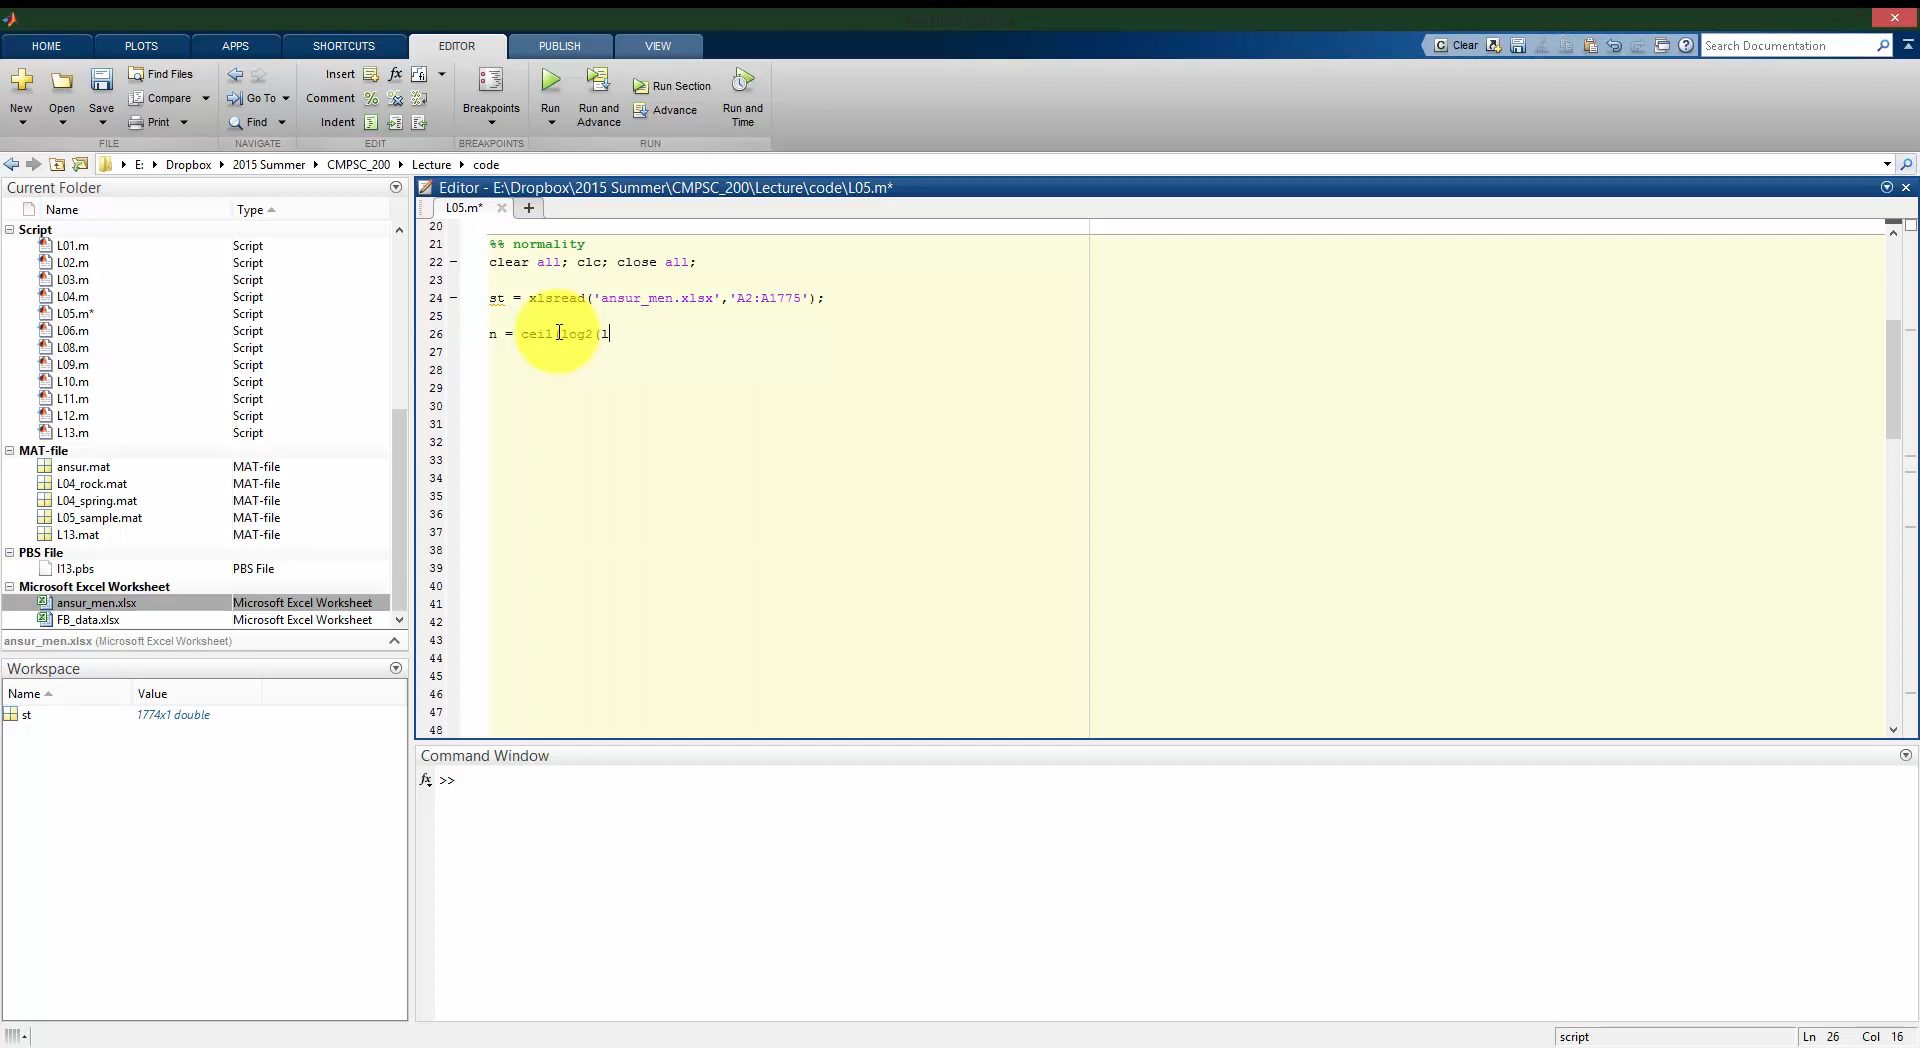 HOME PLOTS APPS SHORTCUTS EDITOR PUBLISH VIEW Clear Search Documentation
New Open Save Find Files Compare Print
Go To Find
Insert fx Comment Indent
Breakpoints Run Run and Advance Run Section Advance Run and Time
FILE NAVIGATE EDIT BREAKPOINTS RUN
E: Dropbox 2015 Summer CMPSC_200 Lecture code
Current Folder
Name Type
Script
L01.m Script
L02.m Script
L03.m Script
L04.m Script
L05.m* Script
L06.m Script
L08.m Script
L09.m Script
L10.m Script
L11.m Script
L12.m Script
L13.m Script
MAT-file
ansur.mat MAT-file
L04_rock.mat MAT-file
L04_spring.mat MAT-file
L05_sample.mat MAT-file
L13.mat MAT-file
PBS File
l13.pbs PBS File
Microsoft Excel Worksheet
ansur_men.xlsx Microsoft Excel Worksheet
FB_data.xlsx Microsoft Excel Worksheet
ansur_men.xlsx (Microsoft Excel Worksheet)
Workspace
Name Value
st 1774x1 double
Editor - E:\Dropbox\2015 Summer\CMPSC_200\Lecture\code\L05.m*
L05.m*
20
21 %% normality
22 clear all; clc; close all;
23
24 st = xlsread('ansur_men.xlsx','A2:A1775');
25
26 n = ceil(log2(l
27
28
29
30
31
32
33
34
35
36
37
38
39
40
41
42
43
44
45
46
47
48
Command Window
fx >>
script Ln 26 Col 16